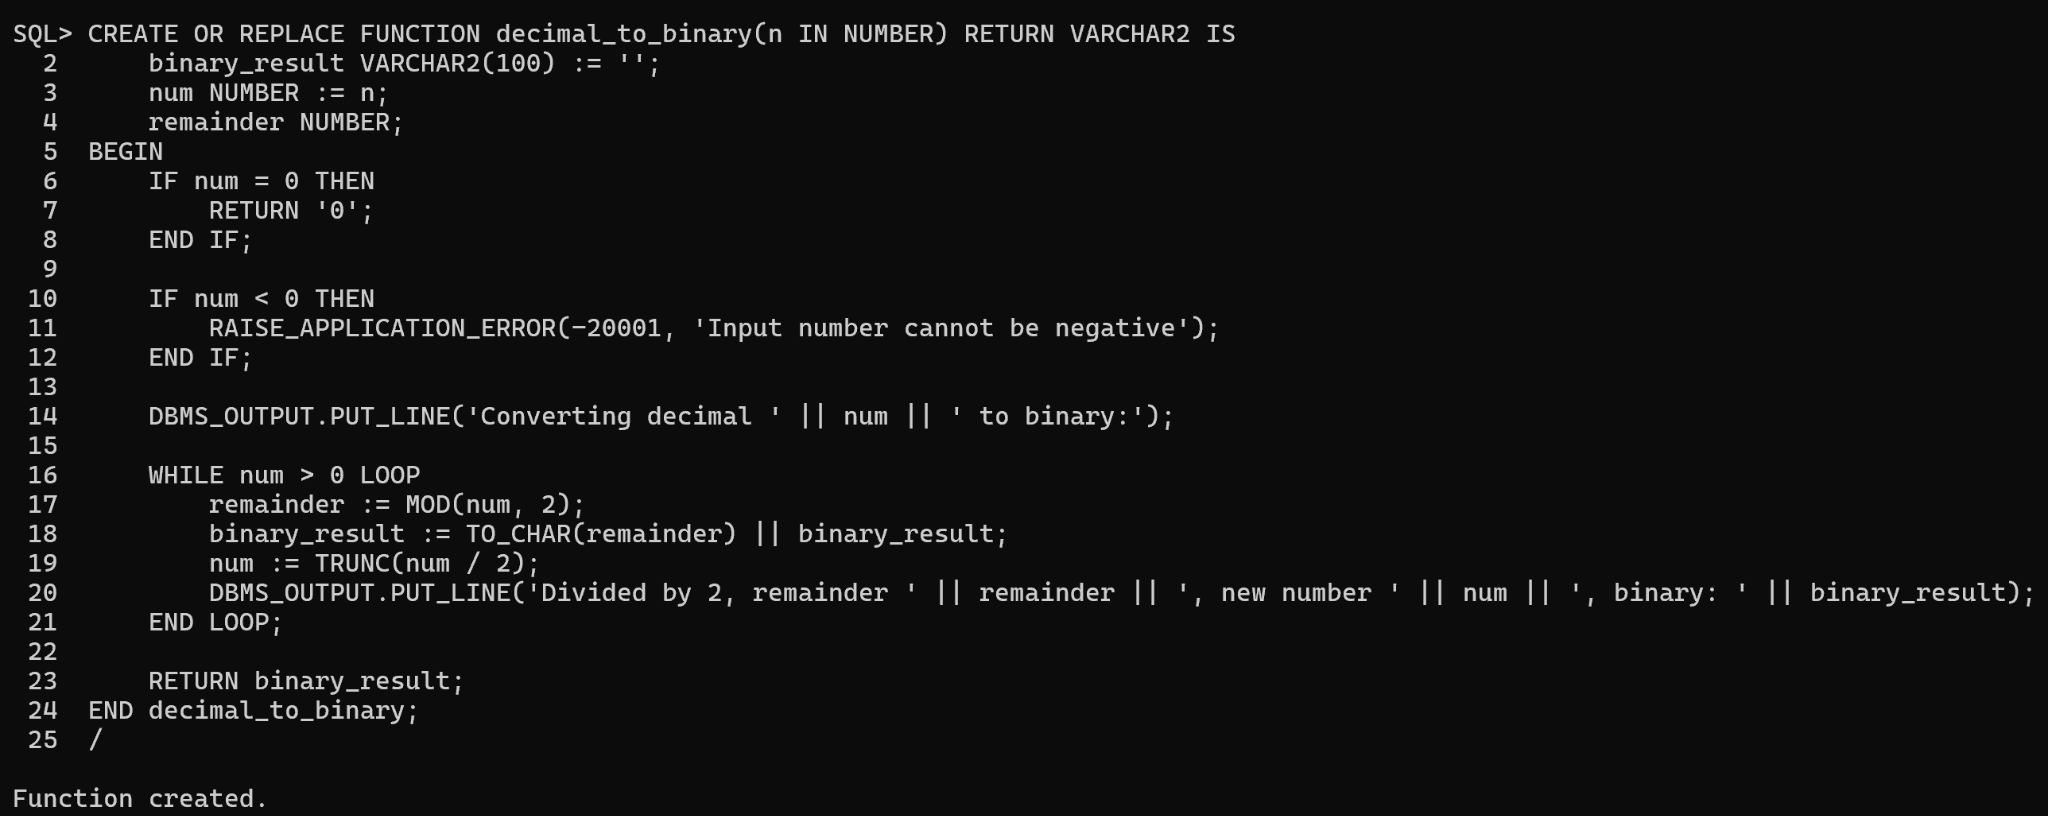 SQL> CREATE OR REPLACE FUNCTION decimal_to_binary(n IN NUMBER) RETURN VARCHAR2 IS
  2      binary_result VARCHAR2(100) := '';
  3      num NUMBER := n;
  4      remainder NUMBER;
  5  BEGIN
  6      IF num = 0 THEN
  7          RETURN '0';
  8      END IF;
  9
 10      IF num < 0 THEN
 11          RAISE_APPLICATION_ERROR(-20001, 'Input number cannot be negative');
 12      END IF;
 13
 14      DBMS_OUTPUT.PUT_LINE('Converting decimal ' || num || ' to binary:');
 15
 16      WHILE num > 0 LOOP
 17          remainder := MOD(num, 2);
 18          binary_result := TO_CHAR(remainder) || binary_result;
 19          num := TRUNC(num / 2);
 20          DBMS_OUTPUT.PUT_LINE('Divided by 2, remainder ' || remainder || ', new number ' || num || ', binary: ' || binary_result);
 21      END LOOP;
 22
 23      RETURN binary_result;
 24  END decimal_to_binary;
 25  /

Function created.